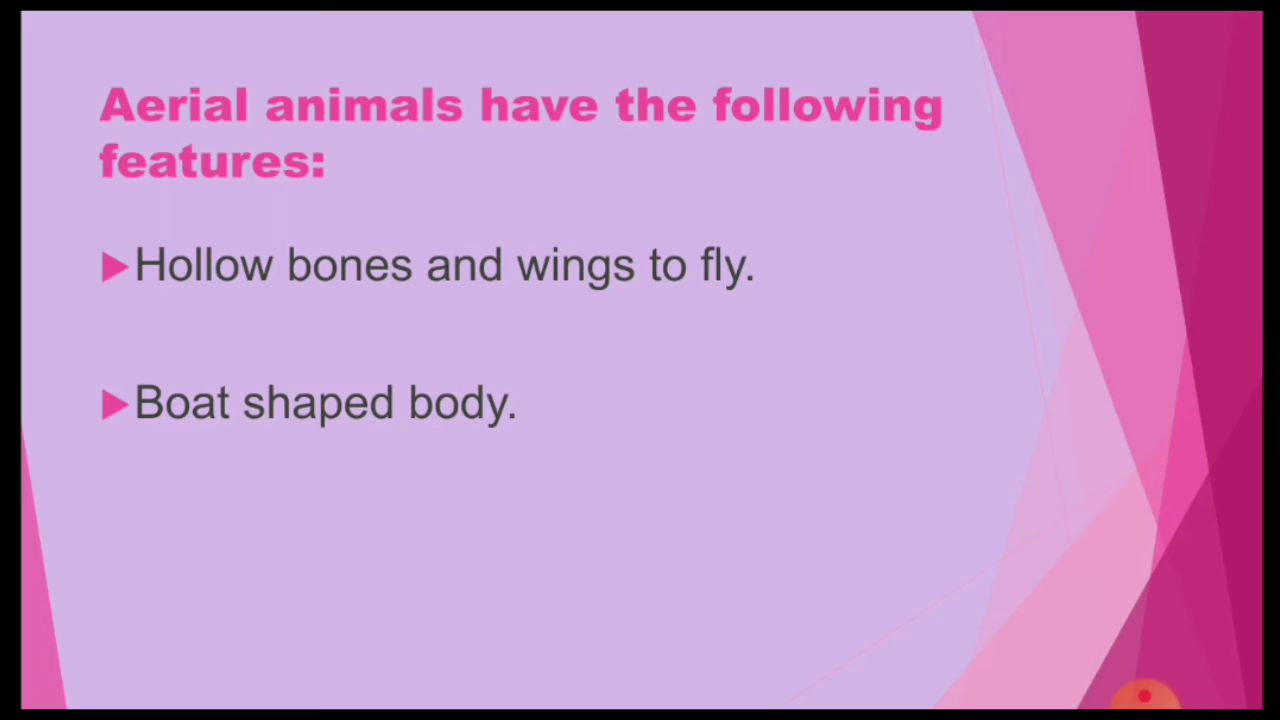 Aerial animals have the following
features:
Hollow bones and wings to fly.
Boat shaped body.